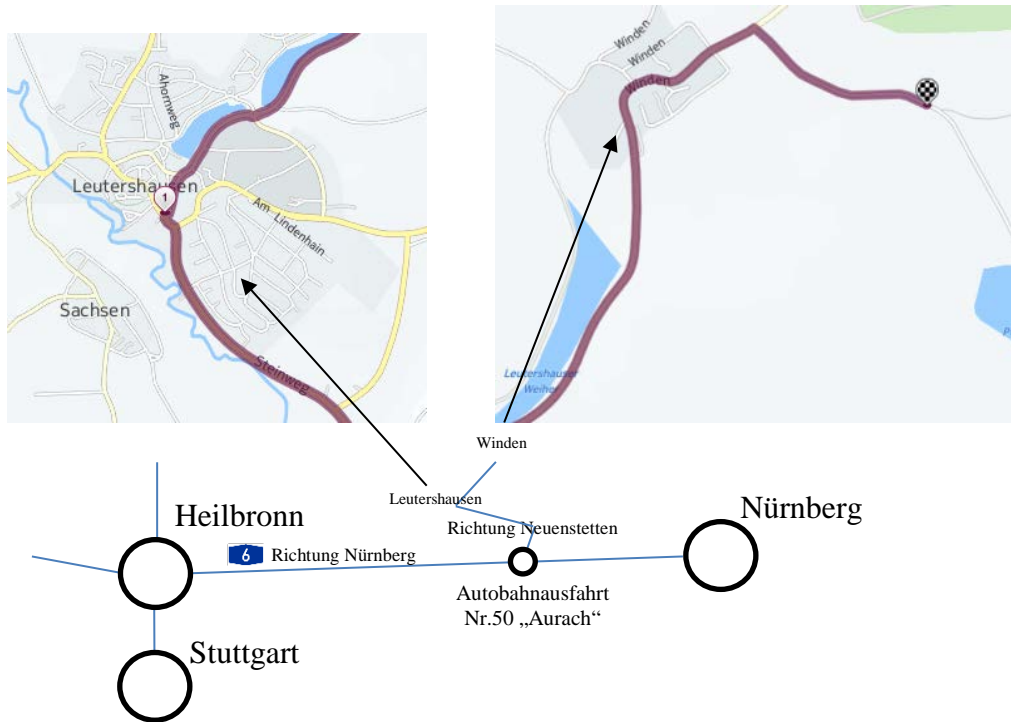 Ahornweg
Leutershausen
1
Am Lindenhain
Sachsen
Steinweg
Winden
Winden
Winden
Leutershauser
Weiher
Winden
Leutershausen
Heilbronn
Nürnberg
Richtung Neuenstetten
6 Richtung Nürnberg
Autobahnausfahrt
Nr.50 „Aurach“
Stuttgart